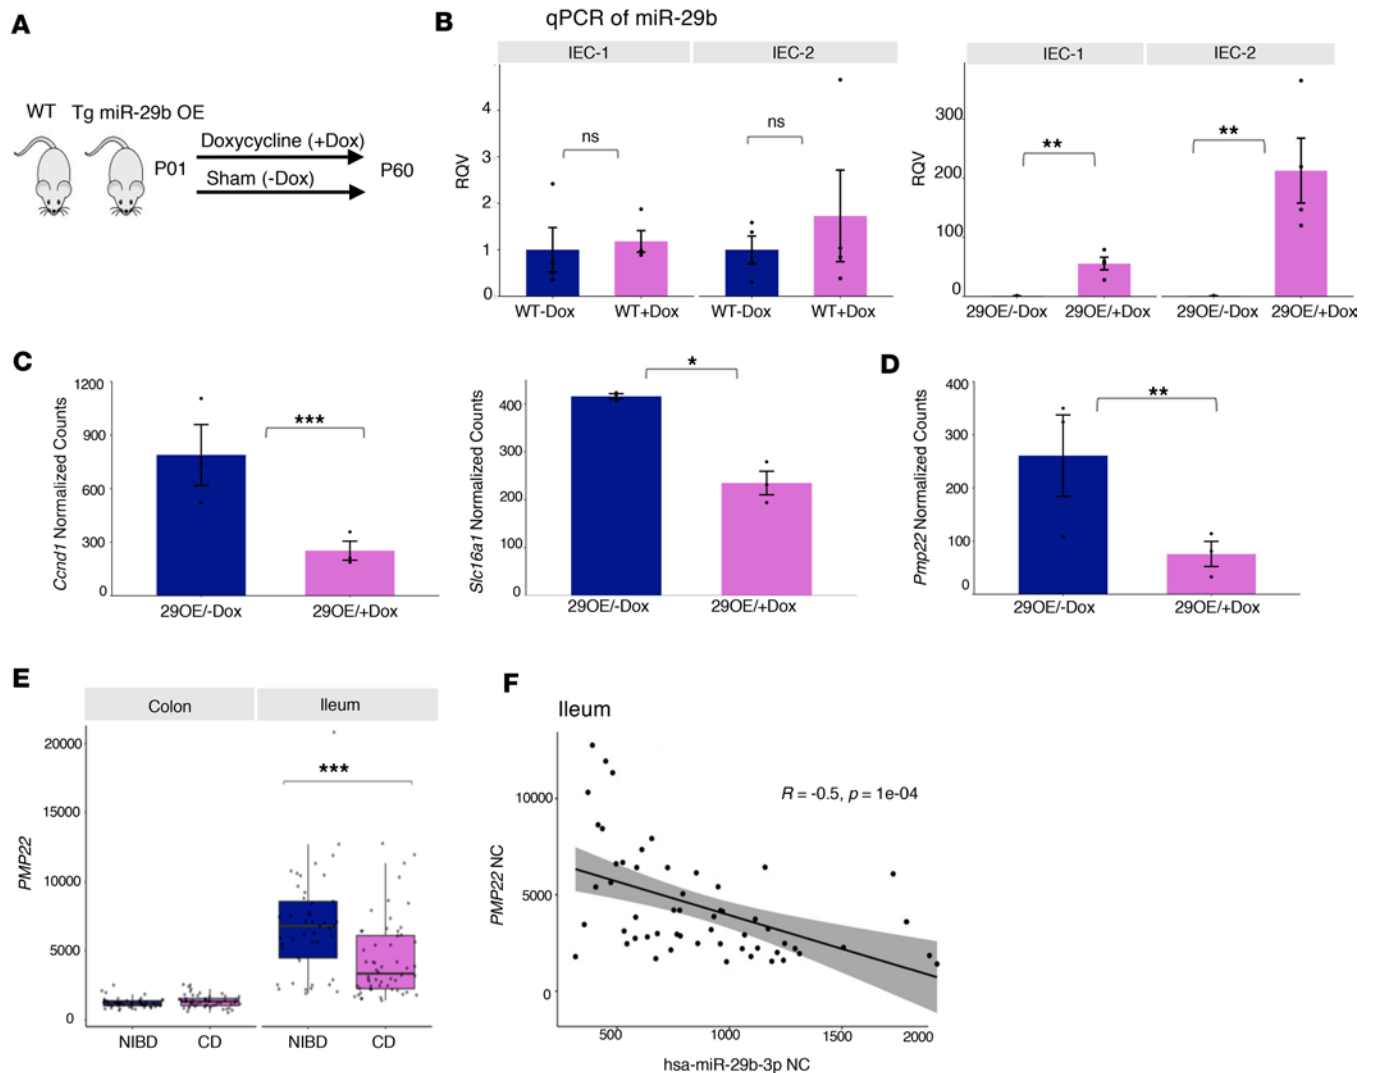 A
WT
Tg miR-29b OE
P01
Doxycycline (+Dox)
Sham (-Dox)
P60
B
qPCR of miR-29b
IEC-1
IEC-2
RQV
4
3
2
1
0
ns
ns
WT-Dox
WT+Dox
WT-Dox
WT+Dox
IEC-1
IEC-2
RQV
300
200
100
0
**
**
29OE/-Dox
29OE/+Dox
29OE/-Dox
29OE/+Dox
C
Ccnd1 Normalized Counts
1200
900
600
300
0
***
29OE/-Dox
29OE/+Dox
Slc16a1 Normalized Counts
400
300
200
100
0
*
29OE/-Dox
29OE/+Dox
D
Pmp22 Normalized Counts
400
300
200
100
0
**
29OE/-Dox
29OE/+Dox
E
Colon
Ileum
PMP22
20000
15000
10000
5000
0
***
NIBD
CD
NIBD
CD
F
Ileum
PMP22 NC
10000
5000
0
R = -0.5, p = 1e-04
500
1000
1500
2000
hsa-miR-29b-3p NC